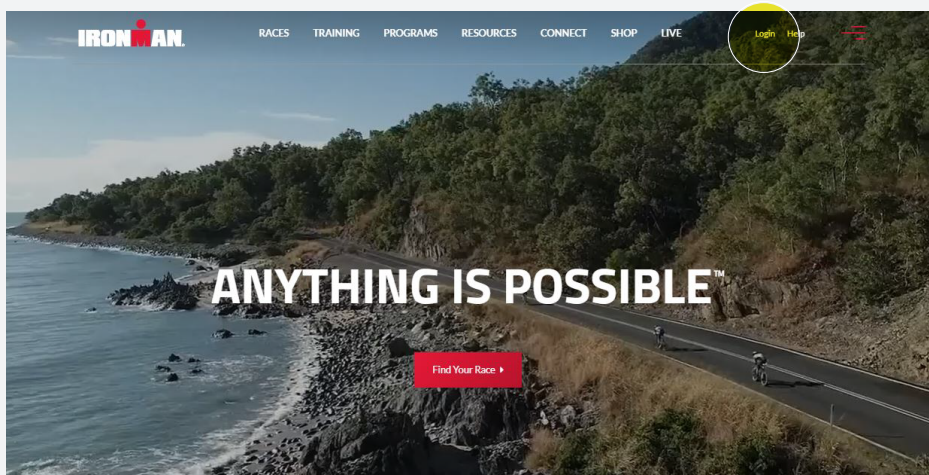 IRONMAN.
RACES TRAINING PROGRAMS RESOURCES CONNECT SHOP LIVE Login Help
ANYTHING IS POSSIBLE™
Find Your Race